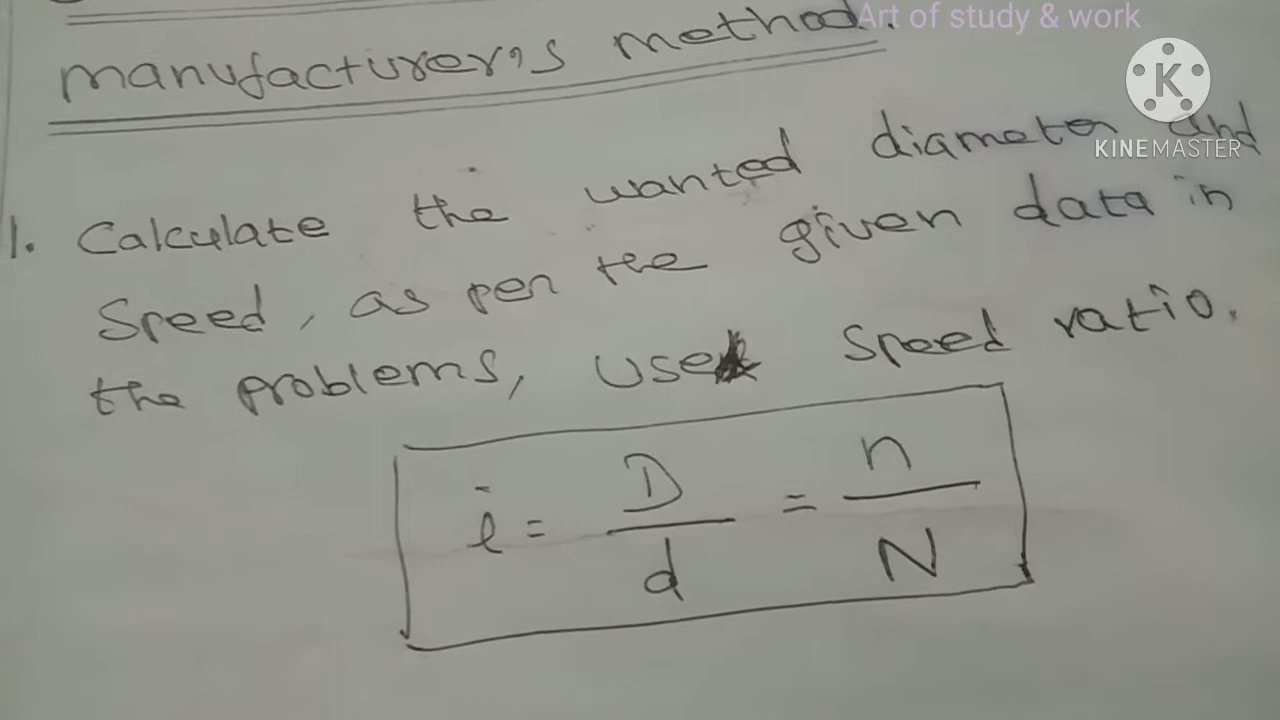 Art of study & work
manufacturer's method.
K
KINEMASTER
1. Calculate the wanted diameter and
Speed, as per the given data in
the problems, use speed ratio.
i = D/d = n/N